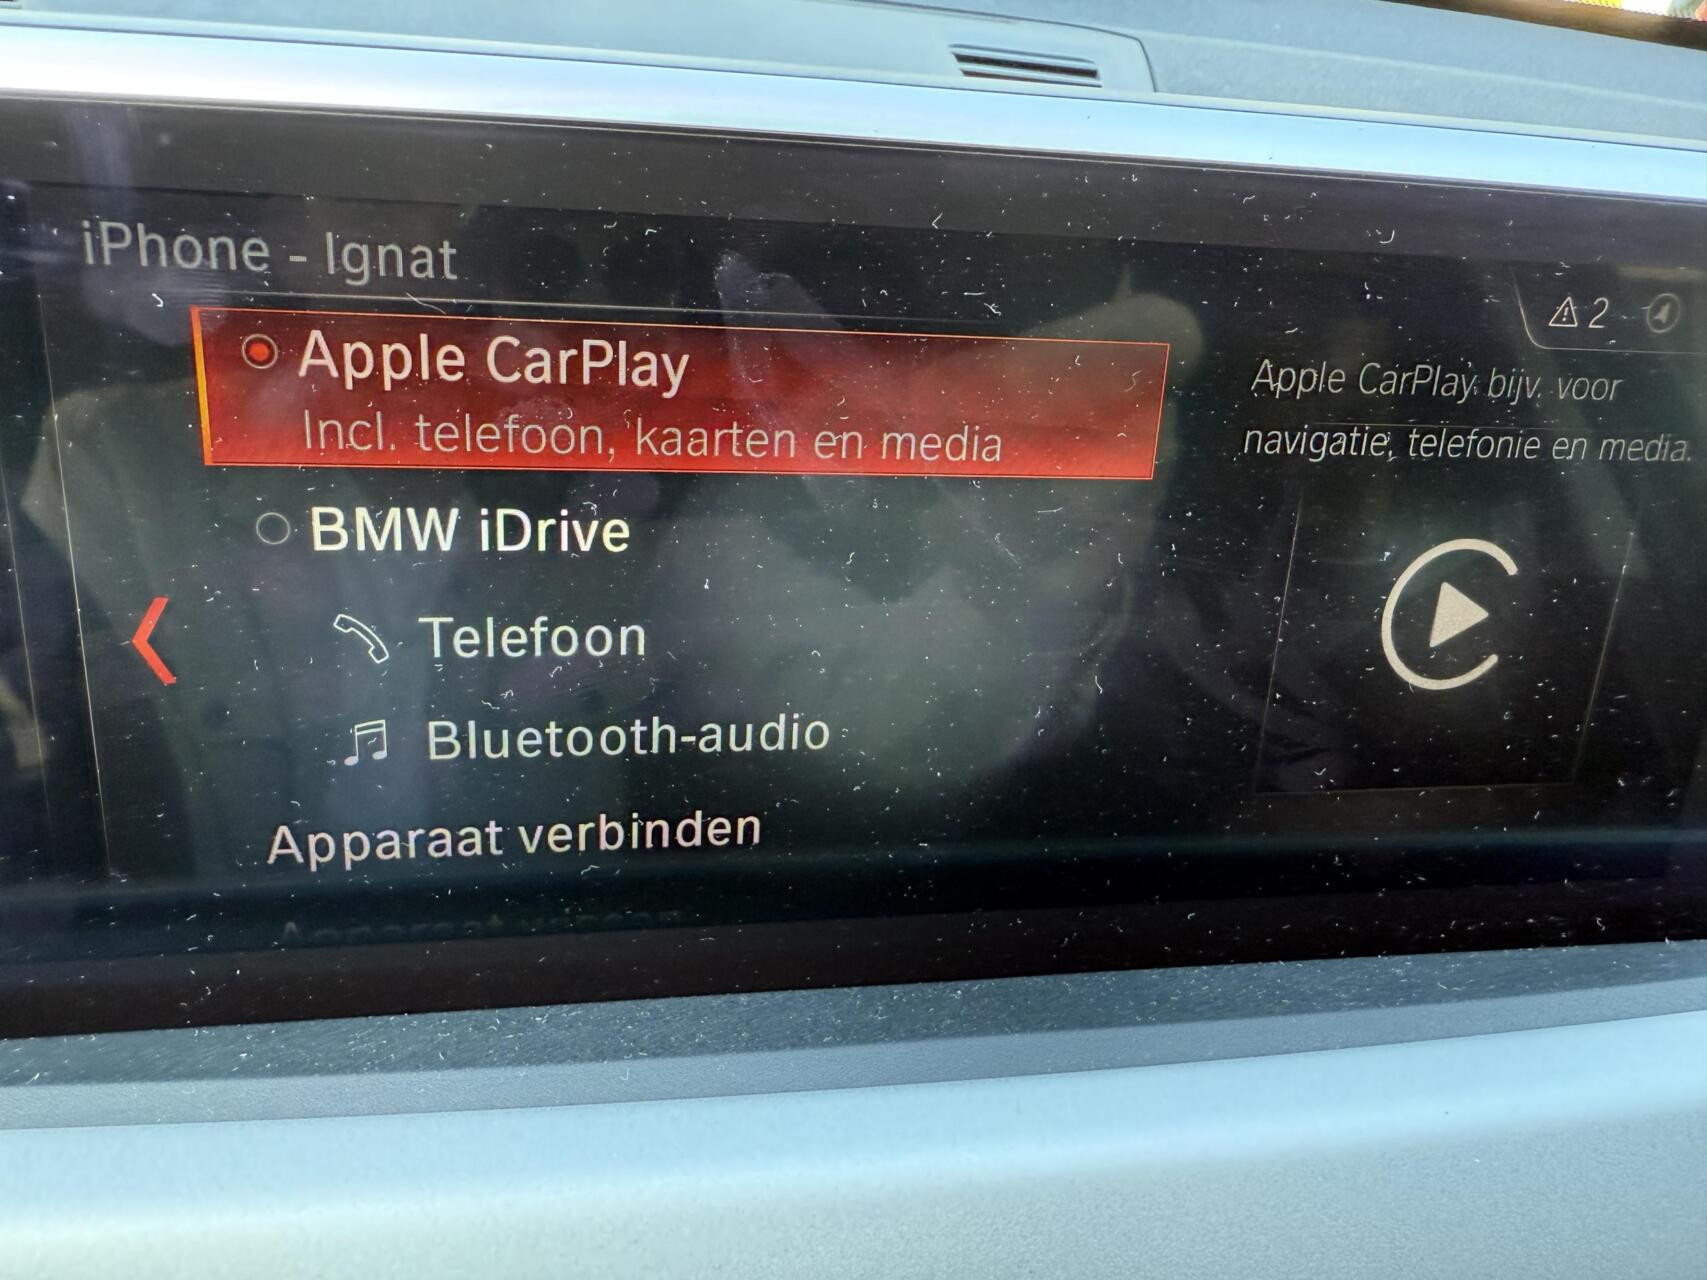 iPhone - Ignat
2
Apple CarPlay
Incl. telefoon, kaarten en media
BMW iDrive
Telefoon
Bluetooth-audio
Apparaat verbinden
Apple CarPlay bijv. voor
navigatie, telefonie en media.